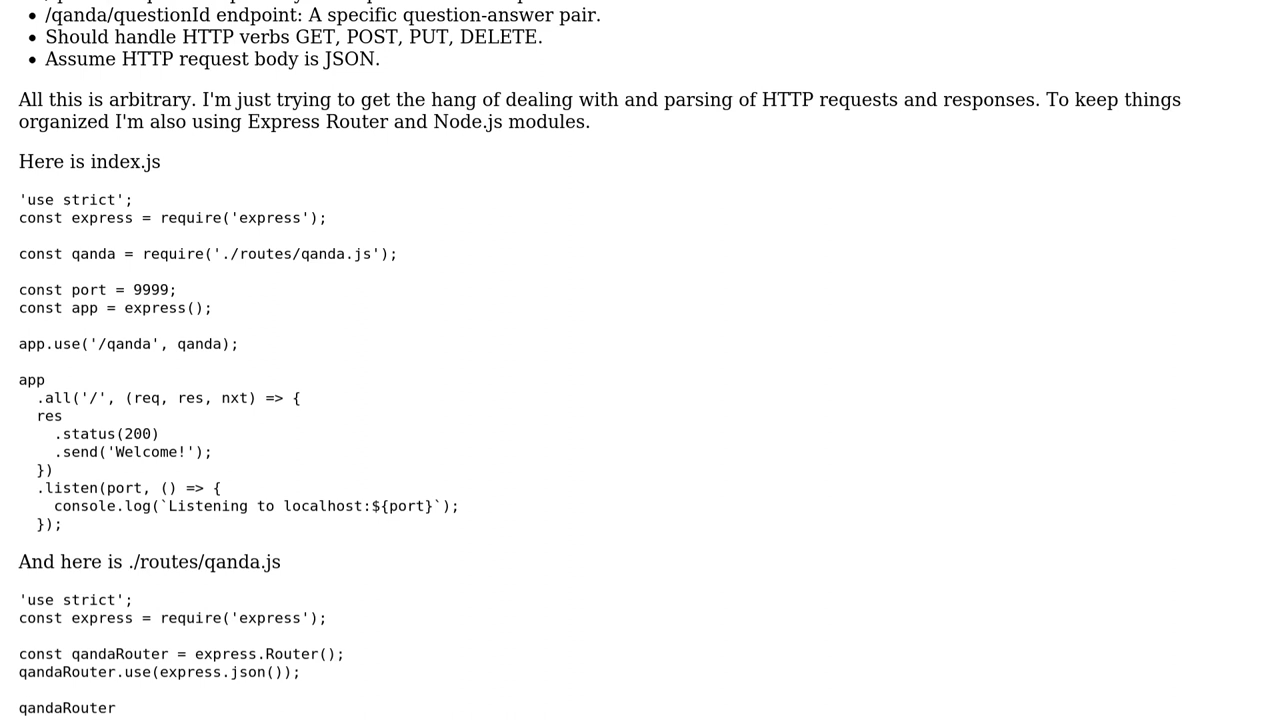 /qanda/questionId endpoint: A specific question-answer pair.
Should handle HTTP verbs GET, POST, PUT, DELETE.
Assume HTTP request body is JSON.
All this is arbitrary. I'm just trying to get the hang of dealing with and parsing of HTTP requests and responses. To keep things
organized I'm also using Express Router and Node.js modules.
Here is index.js
'use strict';
const express = require('express');
const qanda = require('./routes/qanda.js');
const port = 9999;
const app = express();
app.use('/qanda', qanda);
app
  .all('/', (req, res, nxt) => {
  res
    .status(200)
    .send('Welcome!');
  })
  .listen(port, () => {
    console.log(`Listening to localhost:${port}`);
  });
And here is ./routes/qanda.js
'use strict';
const express = require('express');
const qandaRouter = express.Router();
qandaRouter.use(express.json());
qandaRouter